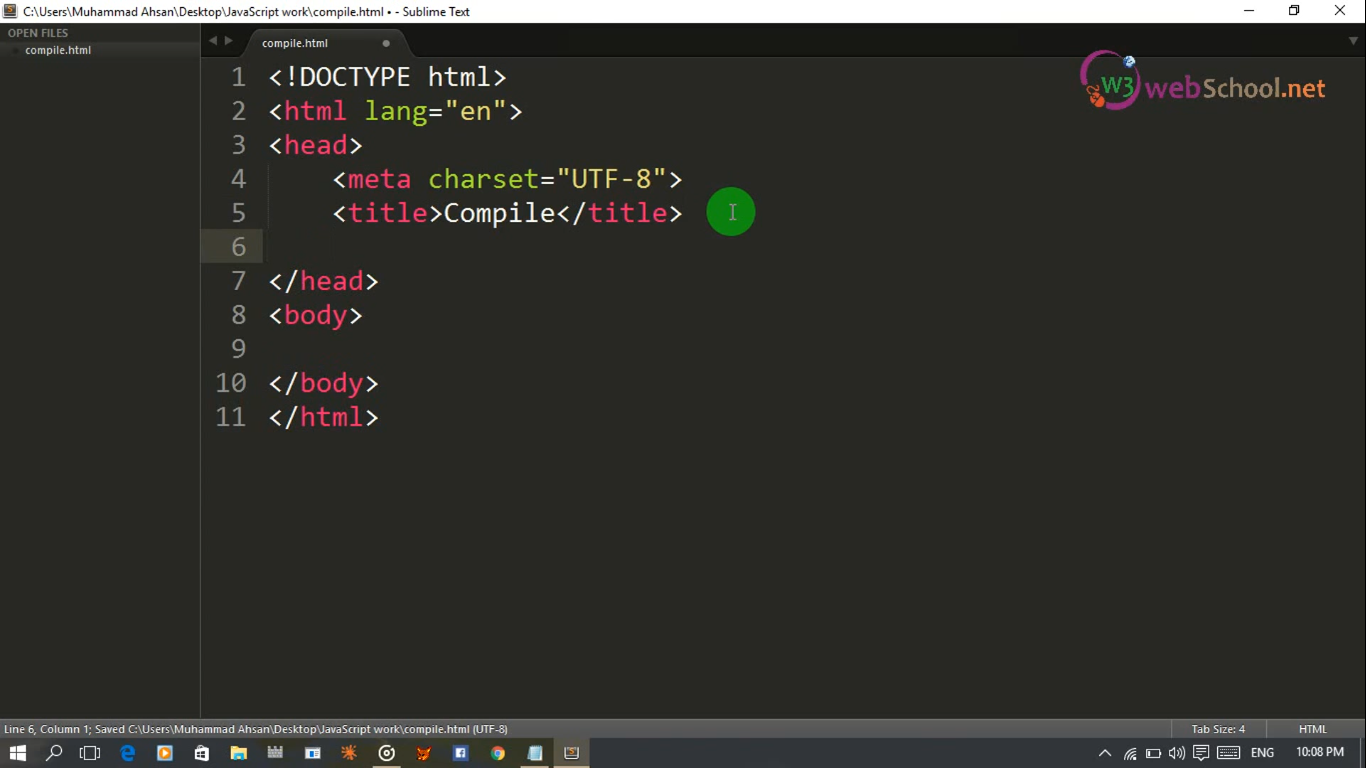 C:\Users\Muhammad Ahsan\Desktop\JavaScript work\compile.html • - Sublime Text
OPEN FILES
compile.html
compile.html
W3 webSchool.net
1 <!DOCTYPE html>
2 <html lang="en">
3 <head>
4 <meta charset="UTF-8">
5 <title>Compile</title>
6
7 </head>
8 <body>
9
10 </body>
11 </html>
Line 6, Column 1; Saved C:\Users\Muhammad Ahsan\Desktop\JavaScript work\compile.html (UTF-8)
Tab Size: 4
HTML
ENG
10:08 PM